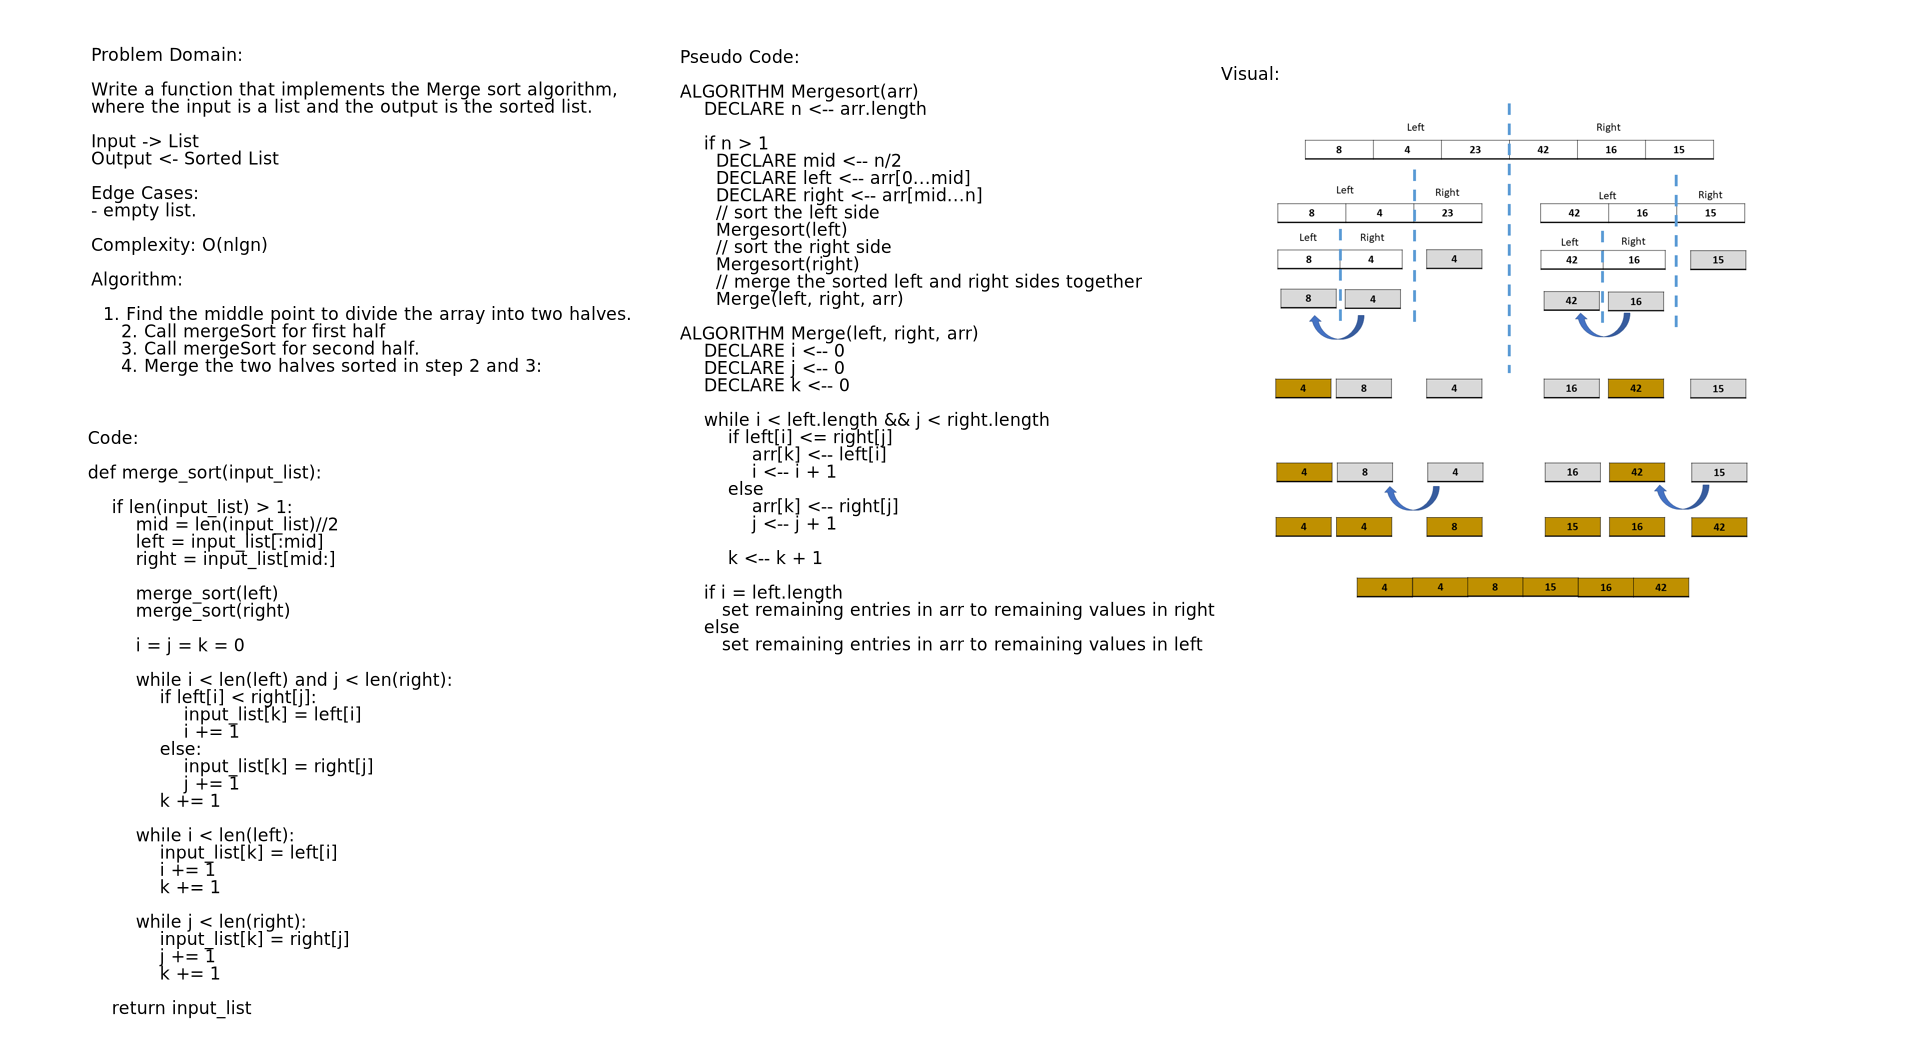 Problem Domain:
Write a function that implements the Merge sort algorithm,
where the input is a list and the output is the sorted list.
Input -> List
Output <- Sorted List
Edge Cases:
- empty list.
Complexity: O(nlgn)
Algorithm:
1. Find the middle point to divide the array into two halves.
2. Call mergeSort for first half
3. Call mergeSort for second half.
4. Merge the two halves sorted in step 2 and 3:
Code:
def merge_sort(input_list):
if len(input_list) > 1:
mid = len(input_list)//2
left = input_list[:mid]
right = input_list[mid:]
merge_sort(left)
merge_sort(right)
i = j = k = 0
while i < len(left) and j < len(right):
if left[i] < right[j]:
input_list[k] = left[i]
i += 1
else:
input_list[k] = right[j]
j += 1
k += 1
while i < len(left):
input_list[k] = left[i]
i += 1
k += 1
while j < len(right):
input_list[k] = right[j]
j += 1
k += 1
return input_list
Pseudo Code:
ALGORITHM Mergesort(arr)
DECLARE n <-- arr.length
if n > 1
DECLARE mid <-- n/2
DECLARE left <-- arr[0...mid]
DECLARE right <-- arr[mid...n]
// sort the left side
Mergesort(left)
// sort the right side
Mergesort(right)
// merge the sorted left and right sides together
Merge(left, right, arr)
ALGORITHM Merge(left, right, arr)
DECLARE i <-- 0
DECLARE j <-- 0
DECLARE k <-- 0
while i < left.length && j < right.length
if left[i] <= right[j]
arr[k] <-- left[i]
i <-- i + 1
else
arr[k] <-- right[j]
j <-- j + 1
k <-- k + 1
if i = left.length
set remaining entries in arr to remaining values in right
else
set remaining entries in arr to remaining values in left
Visual:
Left Right
8 4 23 42 16 15
Left Right Left Right
8 4 23 42 16 15
Left Right Left Right
8 4 4 42 16 15
8 4 42 16
4 8 4 16 42 15
4 8 4 16 42 15
4 4 8 15 16 42
4 4 8 15 16 42